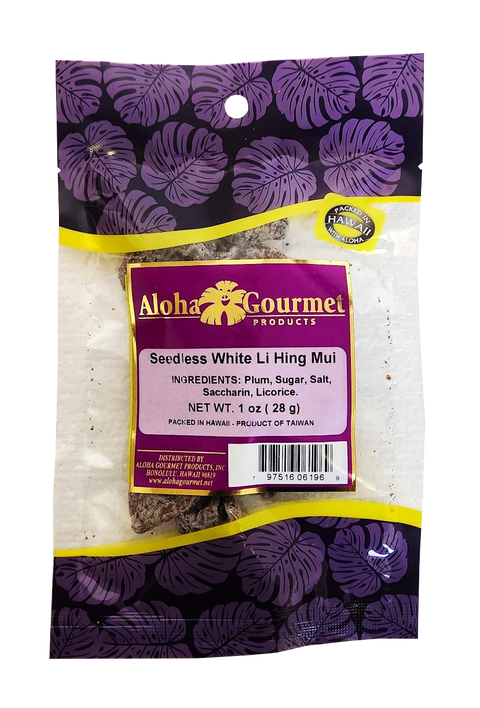 PACKED IN
HAWAII
WITH ALOHA
Aloha Gourmet
PRODUCTS
Seedless White Li Hing Mui
INGREDIENTS: Plum, Sugar, Salt,
Saccharin, Licorice.
NET WT. 1 oz ( 28 g)
PACKED IN HAWAII - PRODUCT OF TAIWAN
DISTRIBUTED BY
ALOHA GOURMET PRODUCTS, INC
HONOLULU, HAWAII 96819
www.alohagourmet.net
7 97516 06196 9